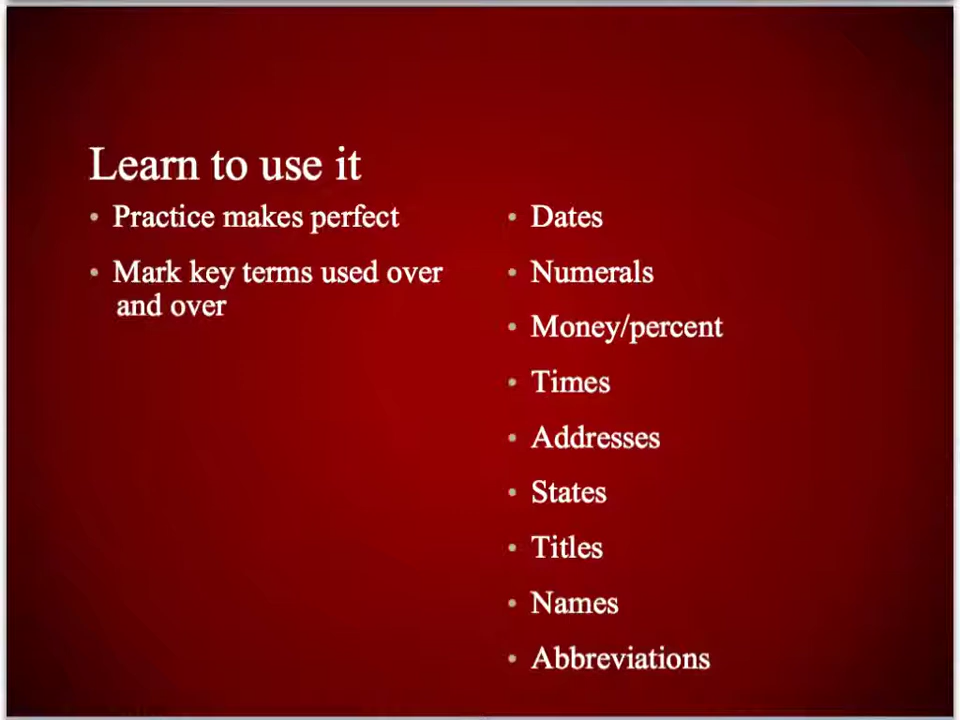 Learn to use it
• Practice makes perfect
• Mark key terms used over
and over
• Dates
• Numerals
• Money/percent
• Times
• Addresses
• States
• Titles
• Names
• Abbreviations